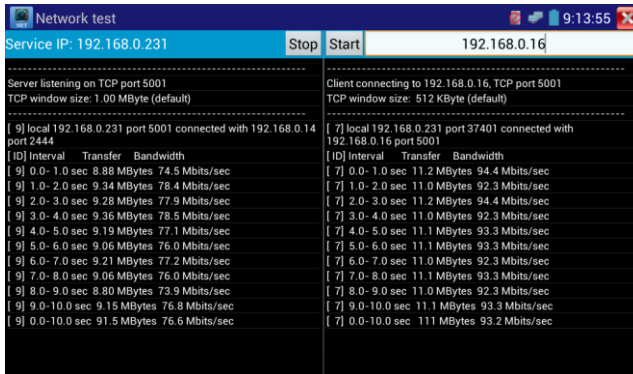 NET
Network test
9:13:55
Service IP: 192.168.0.231
Stop
Start
192.168.0.16
------------------------------------------------------------
Server listening on TCP port 5001
TCP window size: 1.00 MByte (default)
------------------------------------------------------------
[ 9] local 192.168.0.231 port 5001 connected with 192.168.0.14
port 2444
[ ID] Interval Transfer Bandwidth
[ 9] 0.0- 1.0 sec 8.88 MBytes 74.5 Mbits/sec
[ 9] 1.0- 2.0 sec 9.34 MBytes 78.4 Mbits/sec
[ 9] 2.0- 3.0 sec 9.28 MBytes 77.9 Mbits/sec
[ 9] 3.0- 4.0 sec 9.36 MBytes 78.5 Mbits/sec
[ 9] 4.0- 5.0 sec 9.19 MBytes 77.1 Mbits/sec
[ 9] 5.0- 6.0 sec 9.06 MBytes 76.0 Mbits/sec
[ 9] 6.0- 7.0 sec 9.21 MBytes 77.2 Mbits/sec
[ 9] 7.0- 8.0 sec 9.06 MBytes 76.0 Mbits/sec
[ 9] 8.0- 9.0 sec 8.80 MBytes 73.9 Mbits/sec
[ 9] 9.0-10.0 sec 9.15 MBytes 76.8 Mbits/sec
[ 9] 0.0-10.0 sec 91.5 MBytes 76.6 Mbits/sec
------------------------------------------------------------
Client connecting to 192.168.0.16, TCP port 5001
TCP window size: 512 KByte (default)
------------------------------------------------------------
[ 7] local 192.168.0.231 port 37401 connected with
192.168.0.16 port 5001
[ ID] Interval Transfer Bandwidth
[ 7] 0.0- 1.0 sec 11.2 MBytes 94.4 Mbits/sec
[ 7] 1.0- 2.0 sec 11.0 MBytes 92.3 Mbits/sec
[ 7] 2.0- 3.0 sec 11.2 MBytes 94.4 Mbits/sec
[ 7] 3.0- 4.0 sec 11.0 MBytes 92.3 Mbits/sec
[ 7] 4.0- 5.0 sec 11.1 MBytes 93.3 Mbits/sec
[ 7] 5.0- 6.0 sec 11.1 MBytes 93.3 Mbits/sec
[ 7] 6.0- 7.0 sec 11.0 MBytes 92.3 Mbits/sec
[ 7] 7.0- 8.0 sec 11.1 MBytes 93.3 Mbits/sec
[ 7] 8.0- 9.0 sec 11.0 MBytes 92.3 Mbits/sec
[ 7] 9.0-10.0 sec 11.1 MBytes 93.3 Mbits/sec
[ 7] 0.0-10.0 sec 111 MBytes 93.2 Mbits/sec